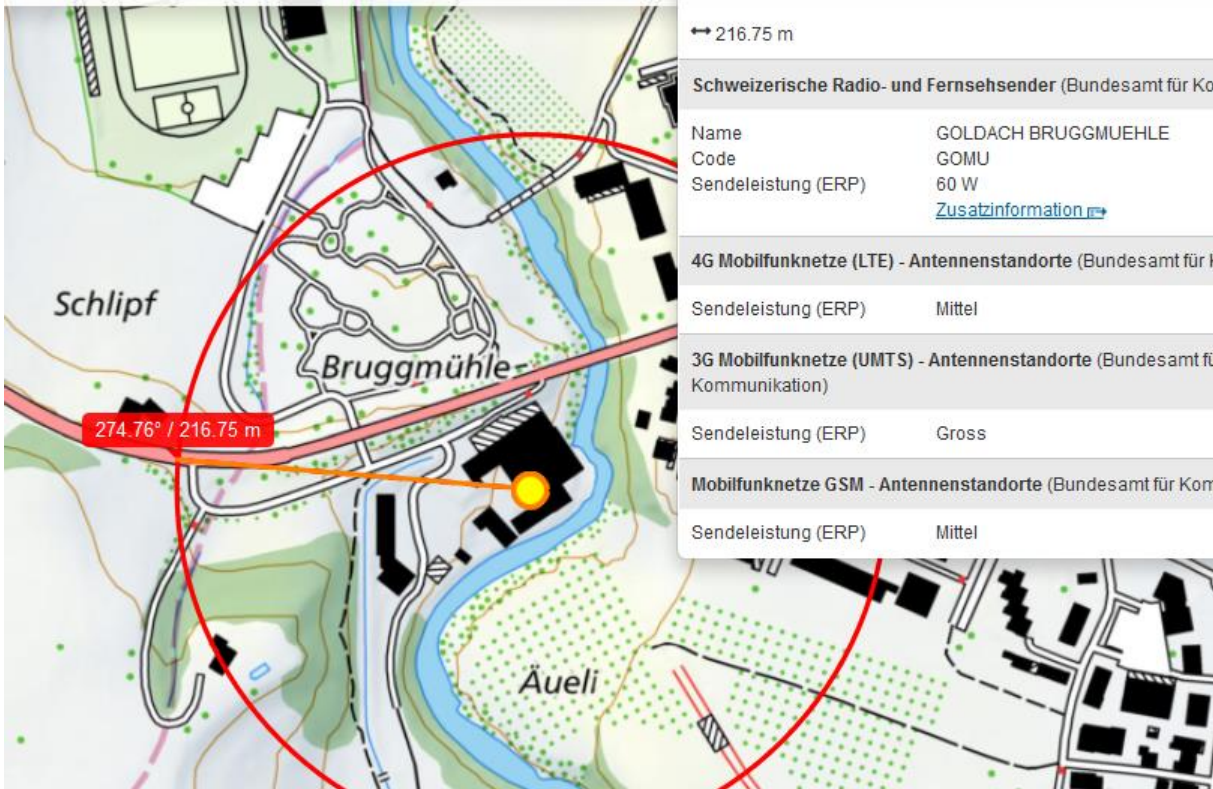 ↔ 216.75 m
Schweizerische Radio- und Fernsehsender (Bundesamt für Ko
Name GOLDACH BRUGGMUEHLE
Code GOMU
Sendeleistung (ERP) 60 W
Zusatzinformation
4G Mobilfunknetze (LTE) - Antennenstandorte (Bundesamt für
Sendeleistung (ERP) Mittel
3G Mobilfunknetze (UMTS) - Antennenstandorte (Bundesamt fü
Kommunikation)
Sendeleistung (ERP) Gross
Mobilfunknetze GSM - Antennenstandorte (Bundesamt für Kom
Sendeleistung (ERP) Mittel
Schlipf
Bruggmühle
274.76° / 216.75 m
Äueli